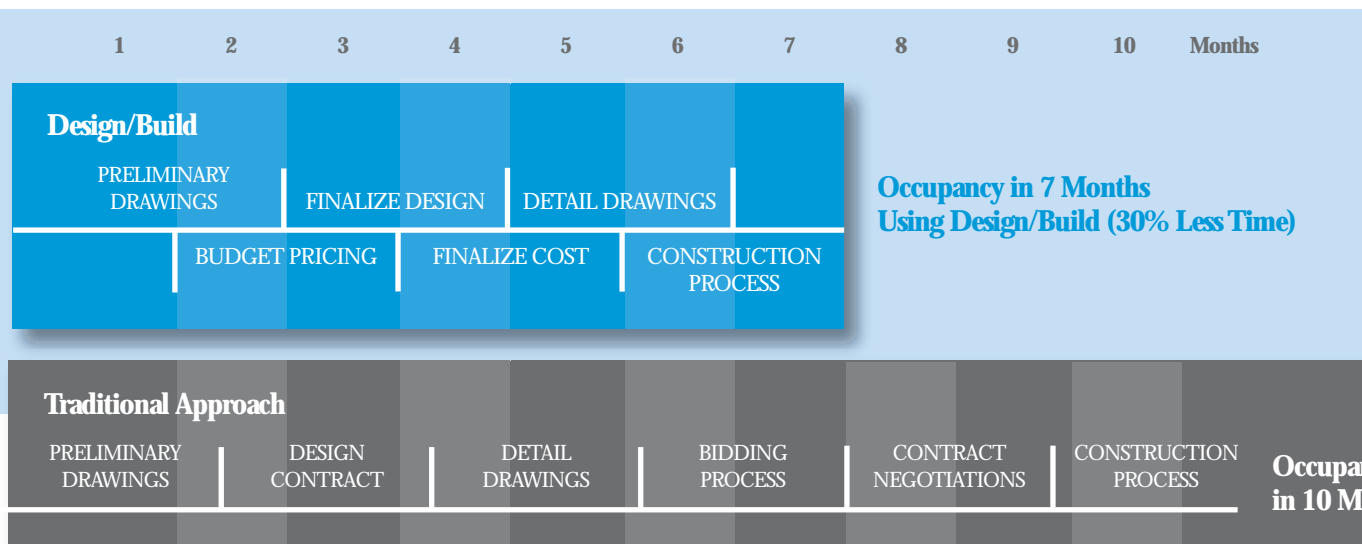 1 2 3 4 5 6 7 8 9 10 Months
Design/Build
PRELIMINARY
DRAWINGS
FINALIZE DESIGN
DETAIL DRAWINGS
BUDGET PRICING
FINALIZE COST
CONSTRUCTION
PROCESS
Occupancy in 7 Months
Using Design/Build (30% Less Time)
Traditional Approach
PRELIMINARY
DRAWINGS
DESIGN
CONTRACT
DETAIL
DRAWINGS
BIDDING
PROCESS
CONTRACT
NEGOTIATIONS
CONSTRUCTION
PROCESS
in 10